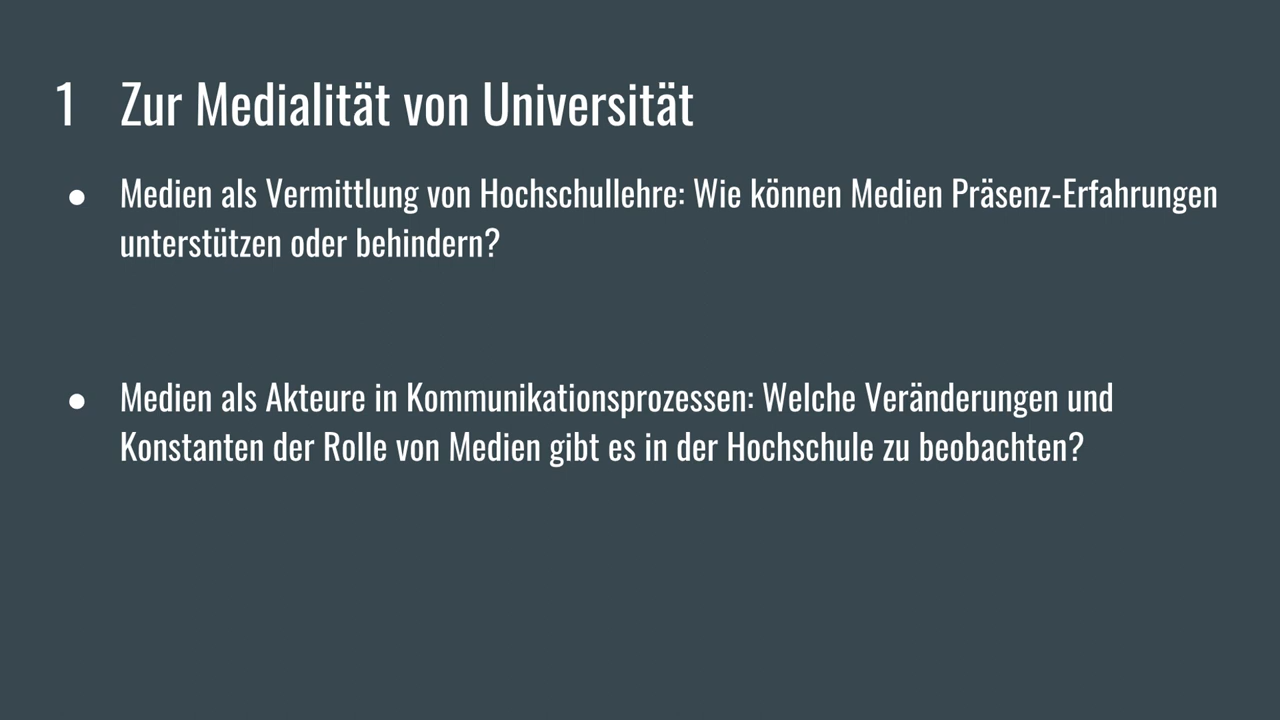 1 Zur Medialität von Universität
● Medien als Vermittlung von Hochschullehre: Wie können Medien Präsenz-Erfahrungen
unterstützen oder behindern?
● Medien als Akteure in Kommunikationsprozessen: Welche Veränderungen und
Konstanten der Rolle von Medien gibt es in der Hochschule zu beobachten?